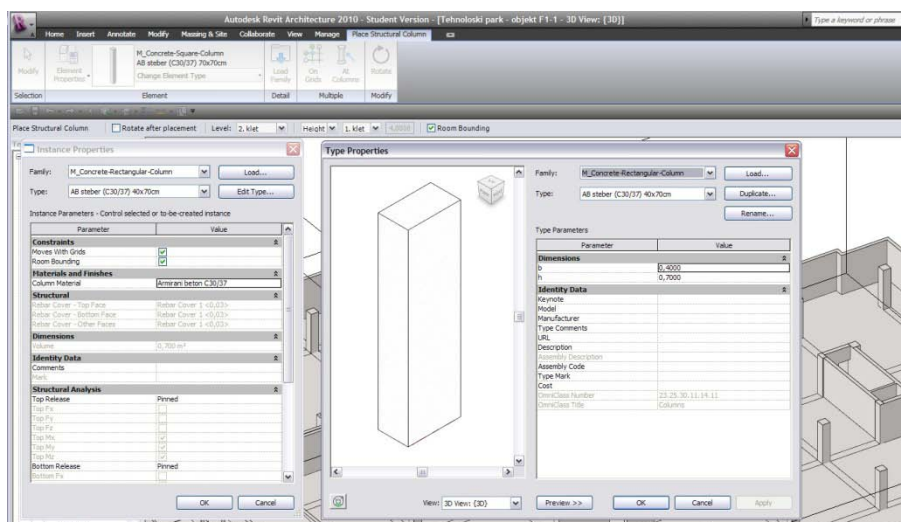 Autodesk Revit Architecture 2010 - Student Version - [Tehnoloski park - objekt F1-1 - 3D View: {3D}]
Type a keyword or phrase
Home Insert Annotate Modify Massing & Site Collaborate View Manage Place Structural Column
M_Concrete-Square-Column
AB steber (C30/37) 70x70cm
Change Element Type
Modify
Element Properties
Load Family
On Grids
At Columns
Rotate
Selection Element Detail Multiple Modify
Place Structural Column Rotate after placement Level: 2. klet Height 1. klet 4,0000 Room Bounding
Instance Properties
Family: M_Concrete-Rectangular-Column Load...
Type: AB steber (C30/37) 40x70cm Edit Type...
Instance Parameters - Control selected or to-be-created instance
Parameter Value
Constraints
Moves With Grids
Room Bounding
Materials and Finishes
Column Material Armirani beton C30/37
Structural
Rebar Cover - Top Face Rebar Cover 1 <0,03>
Rebar Cover - Bottom Face Rebar Cover 1 <0,03>
Rebar Cover - Other Faces Rebar Cover 1 <0,03>
Dimensions
Volume 0,700 m³
Identity Data
Comments
Mark
Structural Analysis
Top Release Pinned
Top Fx
Top Fy
Top Fz
Top Mx
Top My
Top Mz
Bottom Release Pinned
Bottom Fx
OK Cancel
Type Properties
Family: M_Concrete-Rectangular-Column Load...
Type: AB steber (C30/37) 40x70cm Duplicate...
Rename...
Type Parameters
Parameter Value
Dimensions
b 0,4000
h 0,7000
Identity Data
Keynote
Model
Manufacturer
Type Comments
URL
Description
Assembly Description
Assembly Code
Type Mark
Cost
OmniClass Number 23.25.30.11.14.11
OmniClass Title Columns
View: 3D View: {3D} Preview >> OK Cancel Apply